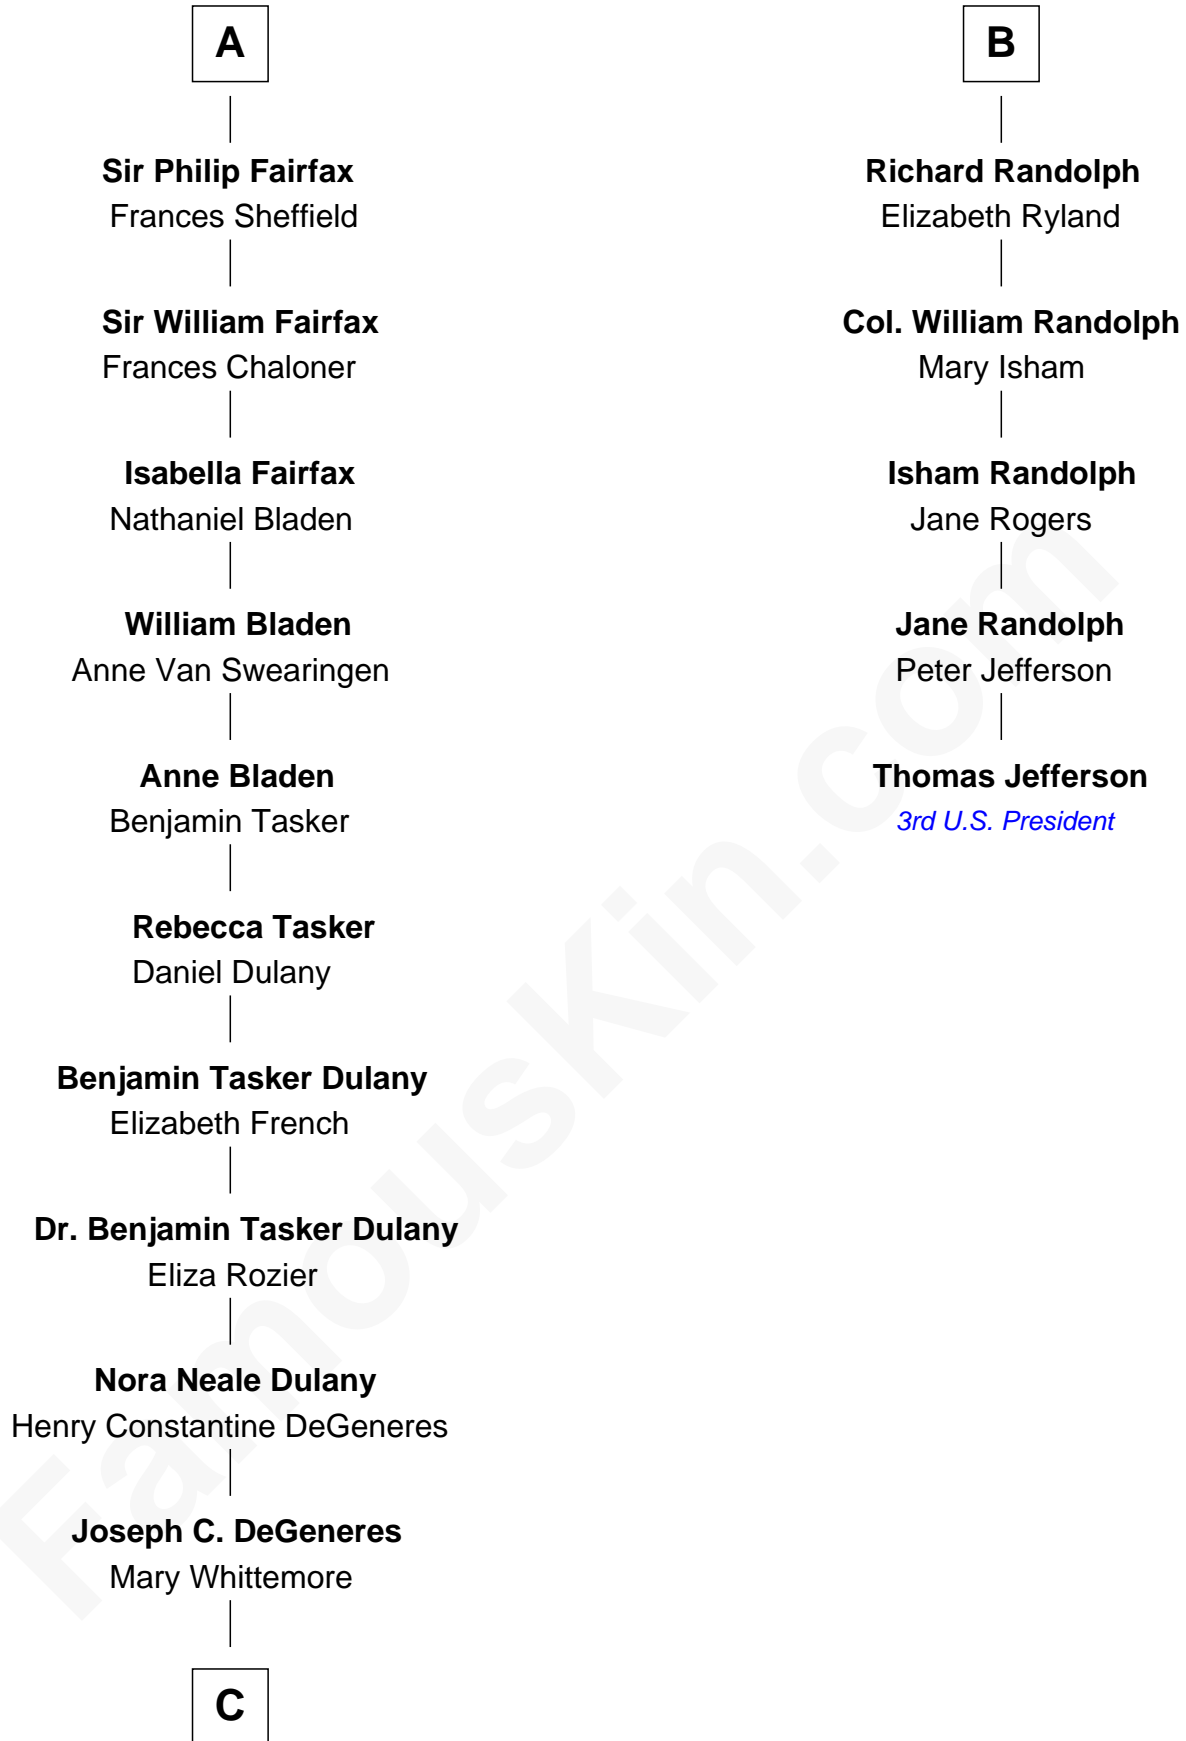 A
Sir Philip Fairfax
Frances Sheffield
Sir William Fairfax
Frances Chaloner
Isabella Fairfax
Nathaniel Bladen
William Bladen
Anne Van Swearingen
Anne Bladen
Benjamin Tasker
Rebecca Tasker
Daniel Dulany
Benjamin Tasker Dulany
Elizabeth French
Dr. Benjamin Tasker Dulany
Eliza Rozier
Nora Neale Dulany
Henry Constantine DeGeneres
Joseph C. DeGeneres
Mary Whittemore
C
B
Richard Randolph
Elizabeth Ryland
Col. William Randolph
Mary Isham
Isham Randolph
Jane Rogers
Jane Randolph
Peter Jefferson
Thomas Jefferson
3rd U.S. President
FamousKin.com